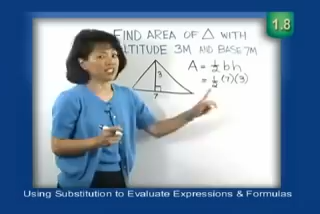 1.8
FIND AREA OF △ WITH
ALTITUDE 3M AND BASE 7M
A = ½ bh
= ½ (7)(3)
3
7
Using Substitution to Evaluate Expressions & Formulas